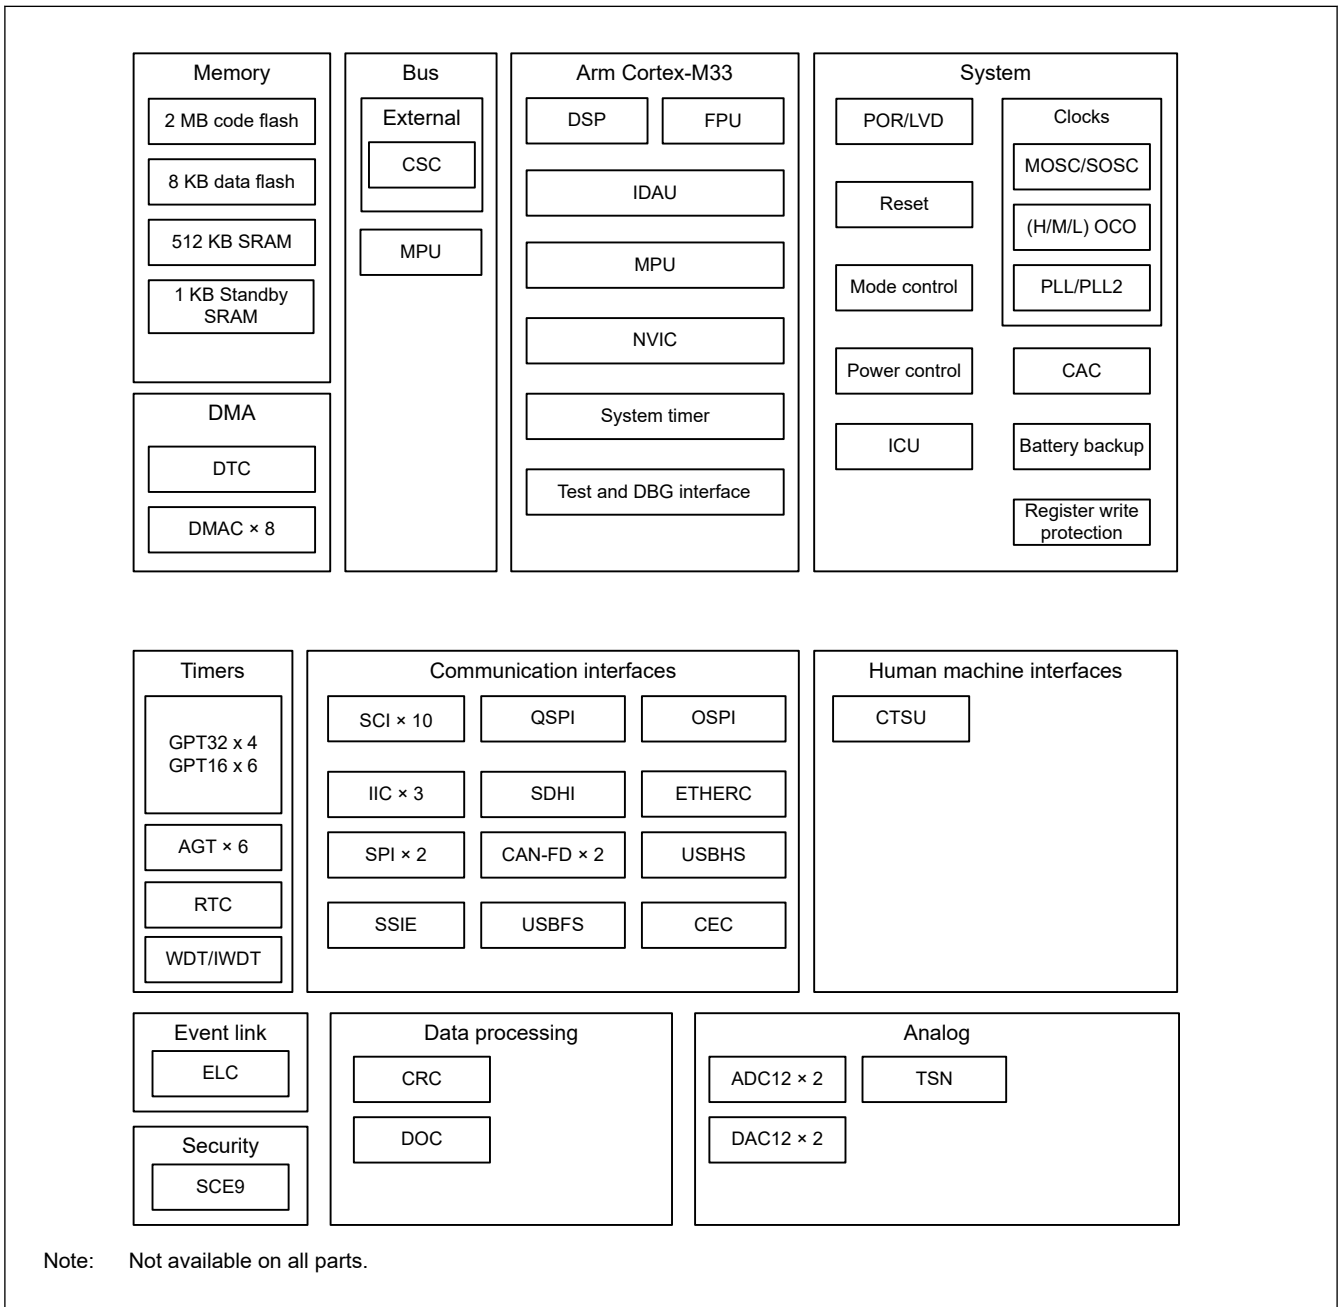 Memory
2 MB code flash
8 KB data flash
512 KB SRAM
1 KB Standby
SRAM
DMA
DTC
DMAC × 8
Bus
External
CSC
MPU
Arm Cortex-M33
DSP
FPU
IDAU
MPU
NVIC
System timer
Test and DBG interface
System
POR/LVD
Reset
Mode control
Power control
ICU
Clocks
MOSC/SOSC
(H/M/L) OCO
PLL/PLL2
CAC
Battery backup
Register write
protection
Timers
GPT32 x 4
GPT16 x 6
AGT × 6
RTC
WDT/IWDT
Communication interfaces
SCI × 10
QSPI
OSPI
IIC × 3
SDHI
ETHERC
SPI × 2
CAN-FD × 2
USBHS
SSIE
USBFS
CEC
Human machine interfaces
CTSU
Event link
ELC
Security
SCE9
Data processing
CRC
DOC
Analog
ADC12 × 2
TSN
DAC12 × 2
Note: Not available on all parts.